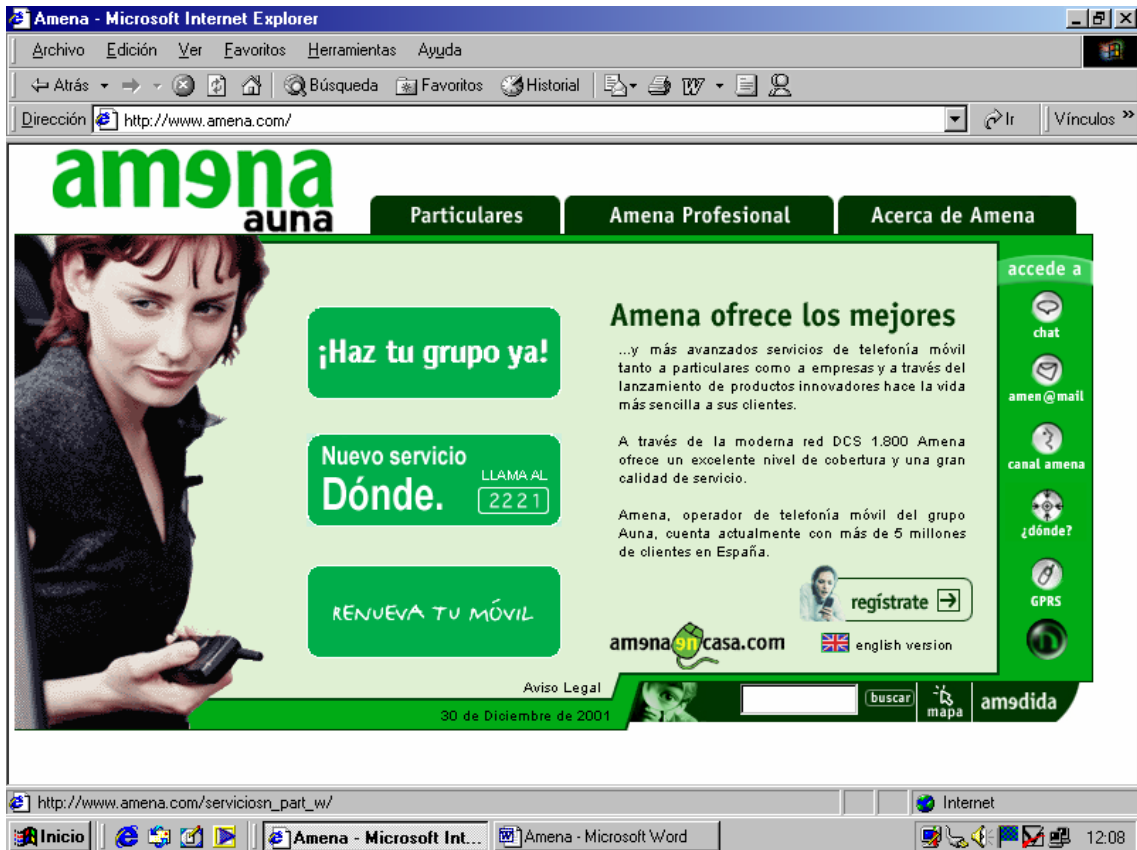 Amena - Microsoft Internet Explorer
Archivo Edición Ver Favoritos Herramientas Ayuda
Atrás Búsqueda Favoritos Historial
Dirección http://www.amena.com/ Ir Vínculos »
amena
auna
Particulares Amena Profesional Acerca de Amena
accede a
chat
amen@mail
canal amena
¿dónde?
GPRS
¡Haz tu grupo ya!
Nuevo servicio
Dónde. LLAMA AL
2221
RENUEVA TU MÓVIL
Amena ofrece los mejores
...y más avanzados servicios de telefonía móvil
tanto a particulares como a empresas y a través del
lanzamiento de productos innovadores hace la vida
más sencilla a sus clientes.
A través de la moderna red DCS 1.800 Amena
ofrece un excelente nivel de cobertura y una gran
calidad de servicio.
Amena, operador de telefonía móvil del grupo
Auna, cuenta actualmente con más de 5 millones
de clientes en España.
regístrate
amenaencasa.com english version
Aviso Legal
30 de Diciembre de 2001
buscar mapa amedida
http://www.amena.com/serviciosn_part_w/ Internet
Inicio Amena - Microsoft Int... Amena - Microsoft Word 12:08